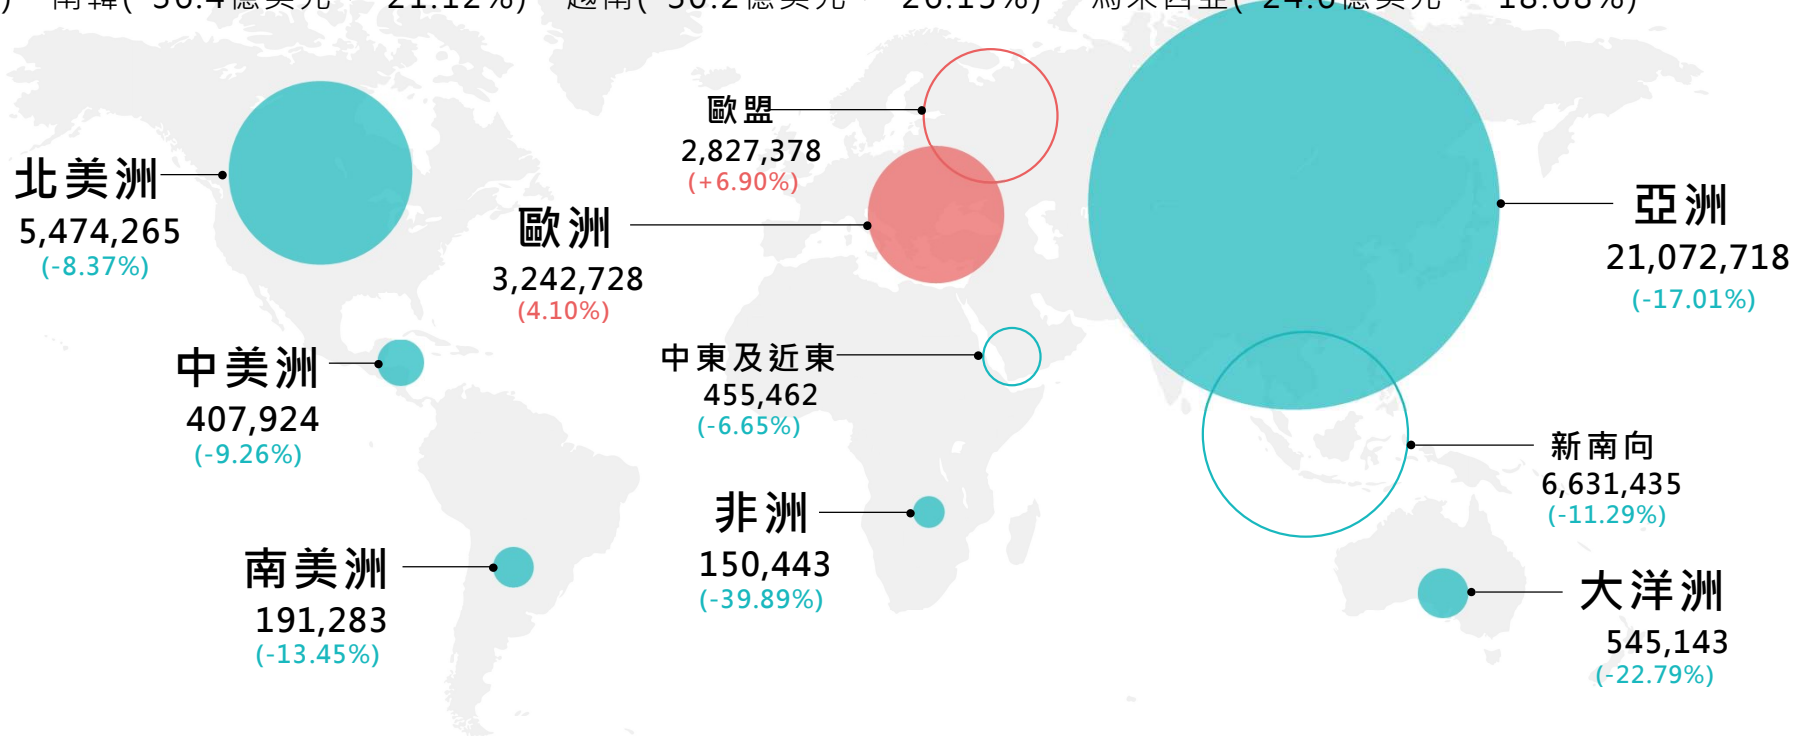 歐盟
2,827,378
(+6.90%)
北美洲
5,474,265
(-8.37%)
歐洲
3,242,728
(4.10%)
亞洲
21,072,718
(-17.01%)
中美洲
407,924
(-9.26%)
中東及近東
455,462
(-6.65%)
新南向
6,631,435
(-11.29%)
非洲
150,443
(-39.89%)
南美洲
191,283
(-13.45%)
大洋洲
545,143
(-22.79%)